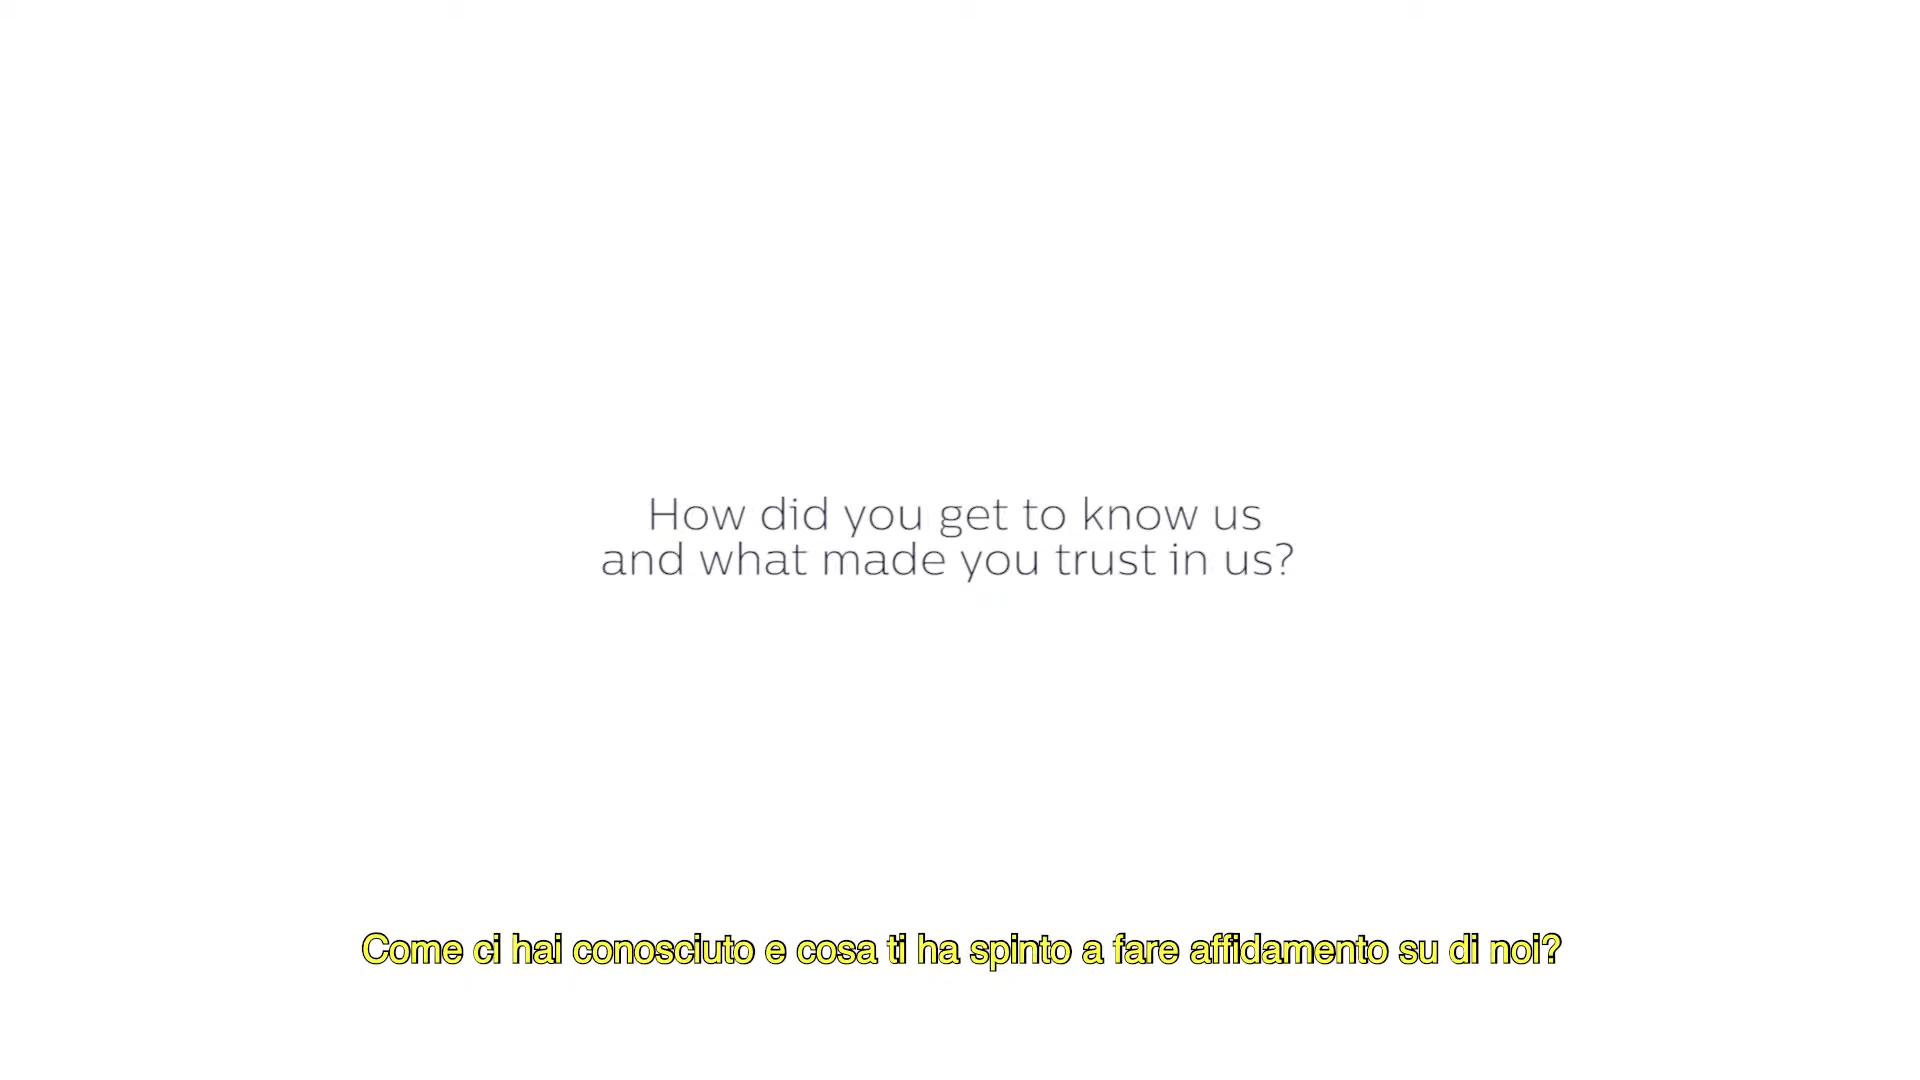 How did you get to know us
and what made you trust in us?
Come ci hai conosciuto e cosa ti ha spinto a fare affidamento su di noi?